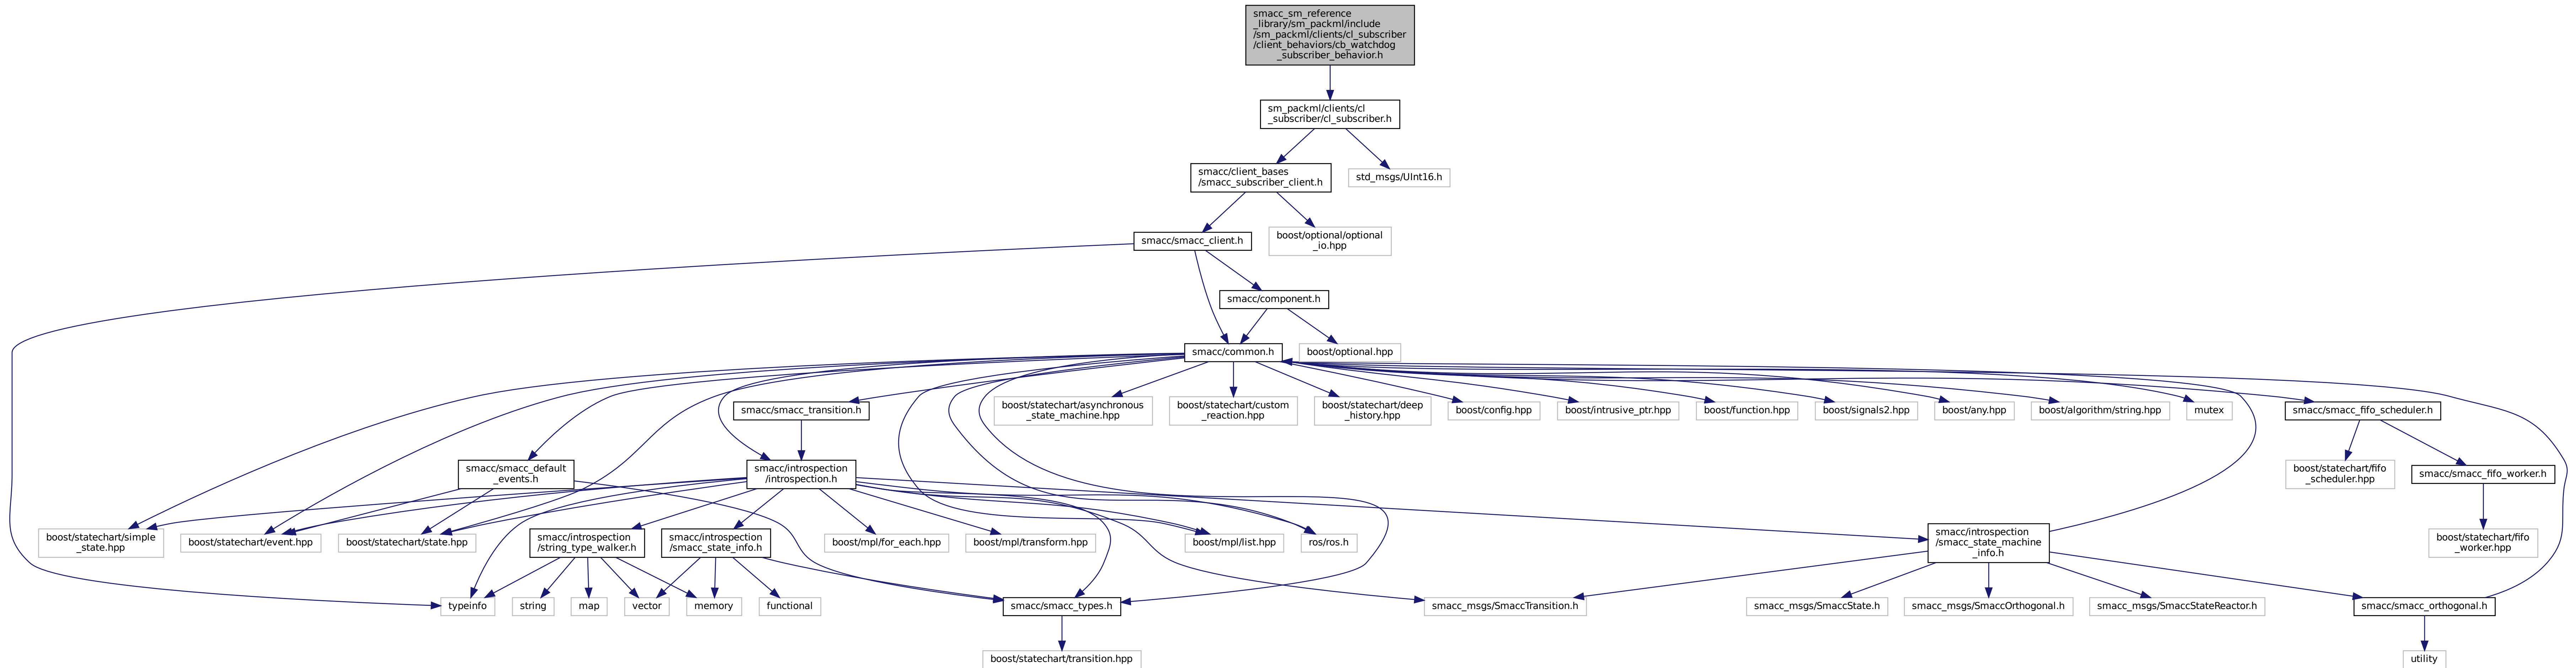 smacc_sm_reference
_library/sm_packml/include
/sm_packml/clients/cl_subscriber
/client_behaviors/cb_watchdog
_subscriber_behavior.h
sm_packml/clients/cl
_subscriber/cl_subscriber.h
smacc/client_bases
/smacc_subscriber_client.h
std_msgs/UInt16.h
smacc/smacc_client.h
boost/optional/optional
_io.hpp
smacc/component.h
smacc/common.h
boost/optional.hpp
smacc/smacc_transition.h
boost/statechart/asynchronous
_state_machine.hpp
boost/statechart/custom
_reaction.hpp
boost/statechart/deep
_history.hpp
boost/config.hpp
boost/intrusive_ptr.hpp
boost/function.hpp
boost/signals2.hpp
boost/any.hpp
boost/algorithm/string.hpp
mutex
smacc/smacc_fifo_scheduler.h
smacc/smacc_default
_events.h
smacc/introspection
/introspection.h
boost/statechart/fifo
_scheduler.hpp
smacc/smacc_fifo_worker.h
boost/statechart/simple
_state.hpp
boost/statechart/event.hpp
boost/statechart/state.hpp
smacc/introspection
/string_type_walker.h
smacc/introspection
/smacc_state_info.h
boost/mpl/for_each.hpp
boost/mpl/transform.hpp
boost/mpl/list.hpp
ros/ros.h
smacc/introspection
/smacc_state_machine
_info.h
boost/statechart/fifo
_worker.hpp
typeinfo
string
map
vector
memory
functional
smacc/smacc_types.h
smacc_msgs/SmaccTransition.h
smacc_msgs/SmaccState.h
smacc_msgs/SmaccOrthogonal.h
smacc_msgs/SmaccStateReactor.h
smacc/smacc_orthogonal.h
boost/statechart/transition.hpp
utility